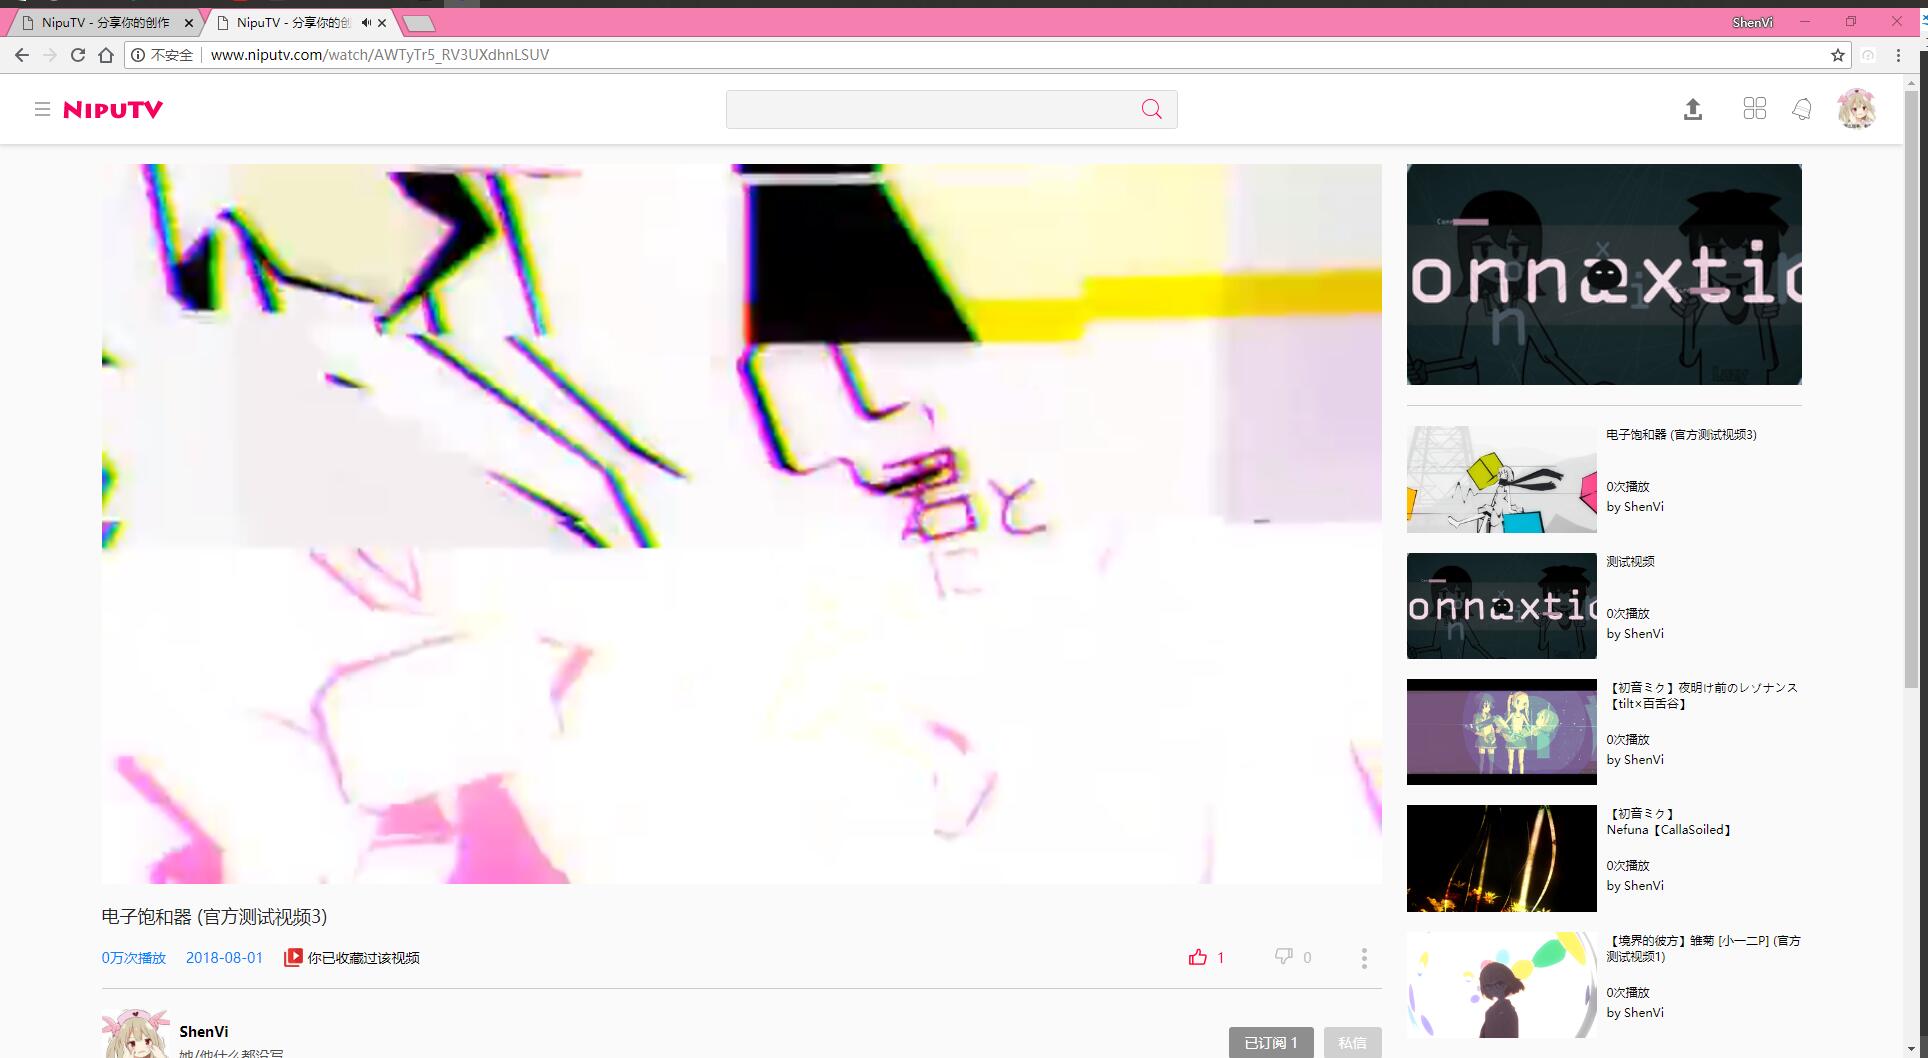 NipuTV - 分享你的创作
NipuTV - 分享你的创
ShenVi
不安全
www.niputv.com/watch/AWTyTr5_RV3UXdhnLSUV
NIPUTV
君と
onnaxtic
电子饱和器 (官方测试视频3)
0次播放
by ShenVi
测试视频
onnaxtic
0次播放
by ShenVi
【初音ミク】夜明け前のレゾナンス
【tilt×百舌谷】
0次播放
by ShenVi
【初音ミク】
Nefuna【CallaSoiled】
0次播放
by ShenVi
【境界的彼方】雏菊 [小一二P] (官方
测试视频1)
0次播放
by ShenVi
电子饱和器 (官方测试视频3)
0万次播放
2018-08-01
你已收藏过该视频
1
0
ShenVi
她/他什么都没写
已订阅 1
私信